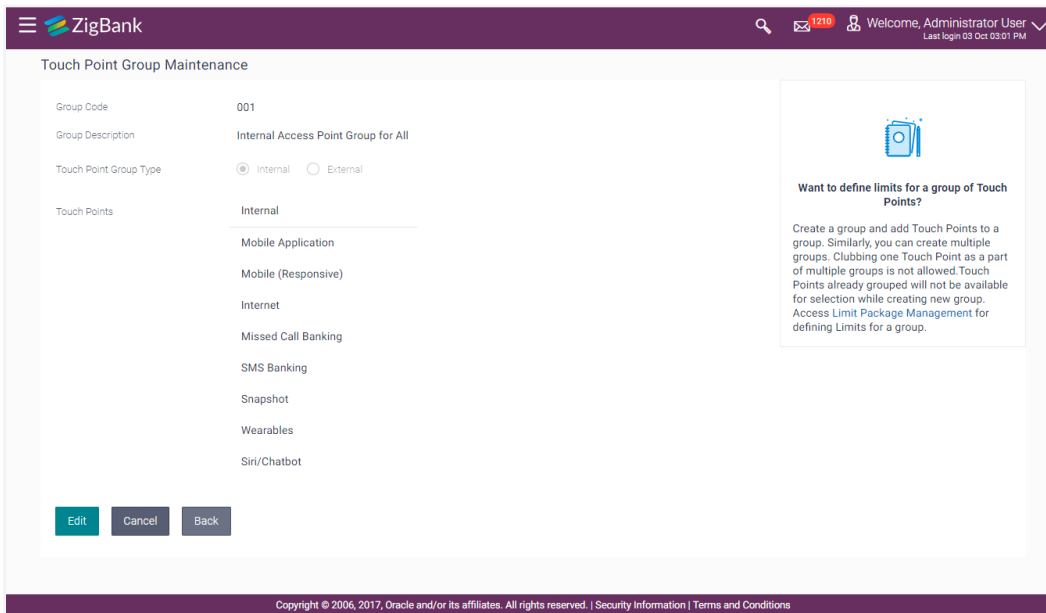 ZigBank
1210
Welcome, Administrator User
Last login 03 Oct 03:01 PM
Touch Point Group Maintenance
Group Code
001
Group Description
Internal Access Point Group for All
Touch Point Group Type
Internal
External
Touch Points
Internal
Mobile Application
Mobile (Responsive)
Internet
Missed Call Banking
SMS Banking
Snapshot
Wearables
Siri/Chatbot
Edit
Cancel
Back
Want to define limits for a group of Touch
Points?
Create a group and add Touch Points to a
group. Similarly, you can create multiple
groups. Clubbing one Touch Point as a part
of multiple groups is not allowed.Touch
Points already grouped will not be available
for selection while creating new group.
Access Limit Package Management for
defining Limits for a group.
Copyright © 2006, 2017, Oracle and/or its affiliates. All rights reserved. | Security Information | Terms and Conditions